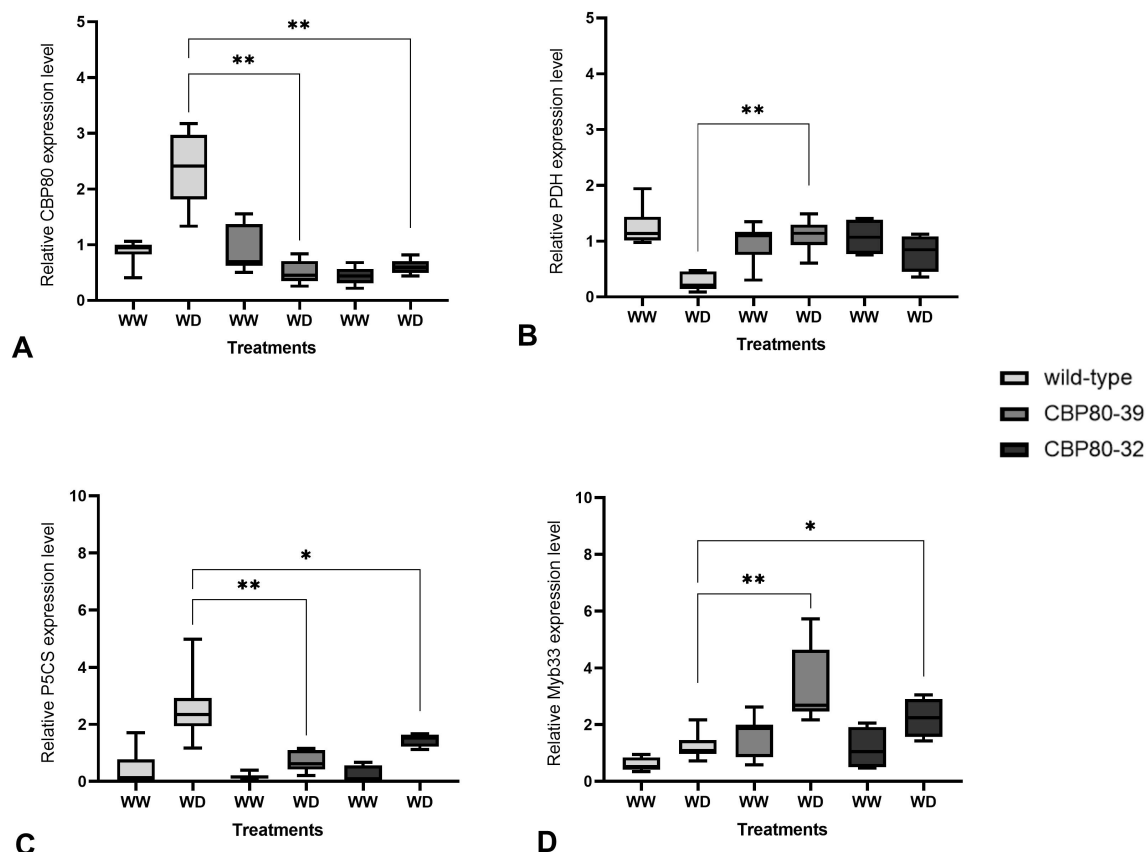 Relative CBP80 expression level
5
4
3
2
1
0
**
**
WW WD WW WD WW WD
Treatments
A
Relative PDH expression level
5
4
3
2
1
0
**
WW WD WW WD WW WD
Treatments
B
wild-type
CBP80-39
CBP80-32
Relative P5CS expression level
10
8
6
4
2
0
*
**
WW WD WW WD WW WD
Treatments
C
Relative Myb33 expression level
10
8
6
4
2
0
*
**
WW WD WW WD WW WD
Treatments
D